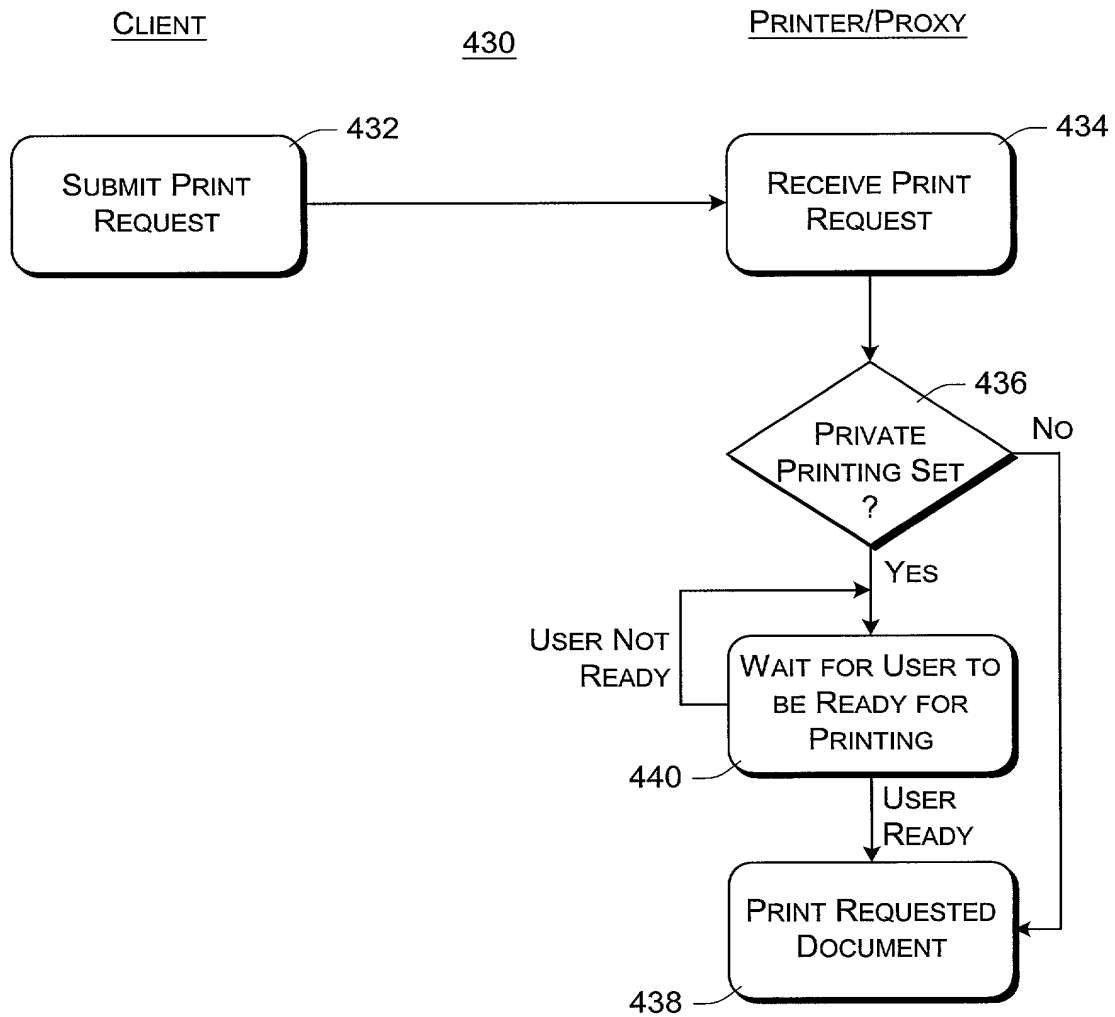 CLIENT
430
PRINTER/PROXY
432
SUBMIT PRINT
REQUEST
434
RECEIVE PRINT
REQUEST
436
PRIVATE
PRINTING SET
?
NO
YES
USER NOT
READY
WAIT FOR USER TO
BE READY FOR
PRINTING
440
USER
READY
PRINT REQUESTED
DOCUMENT
438